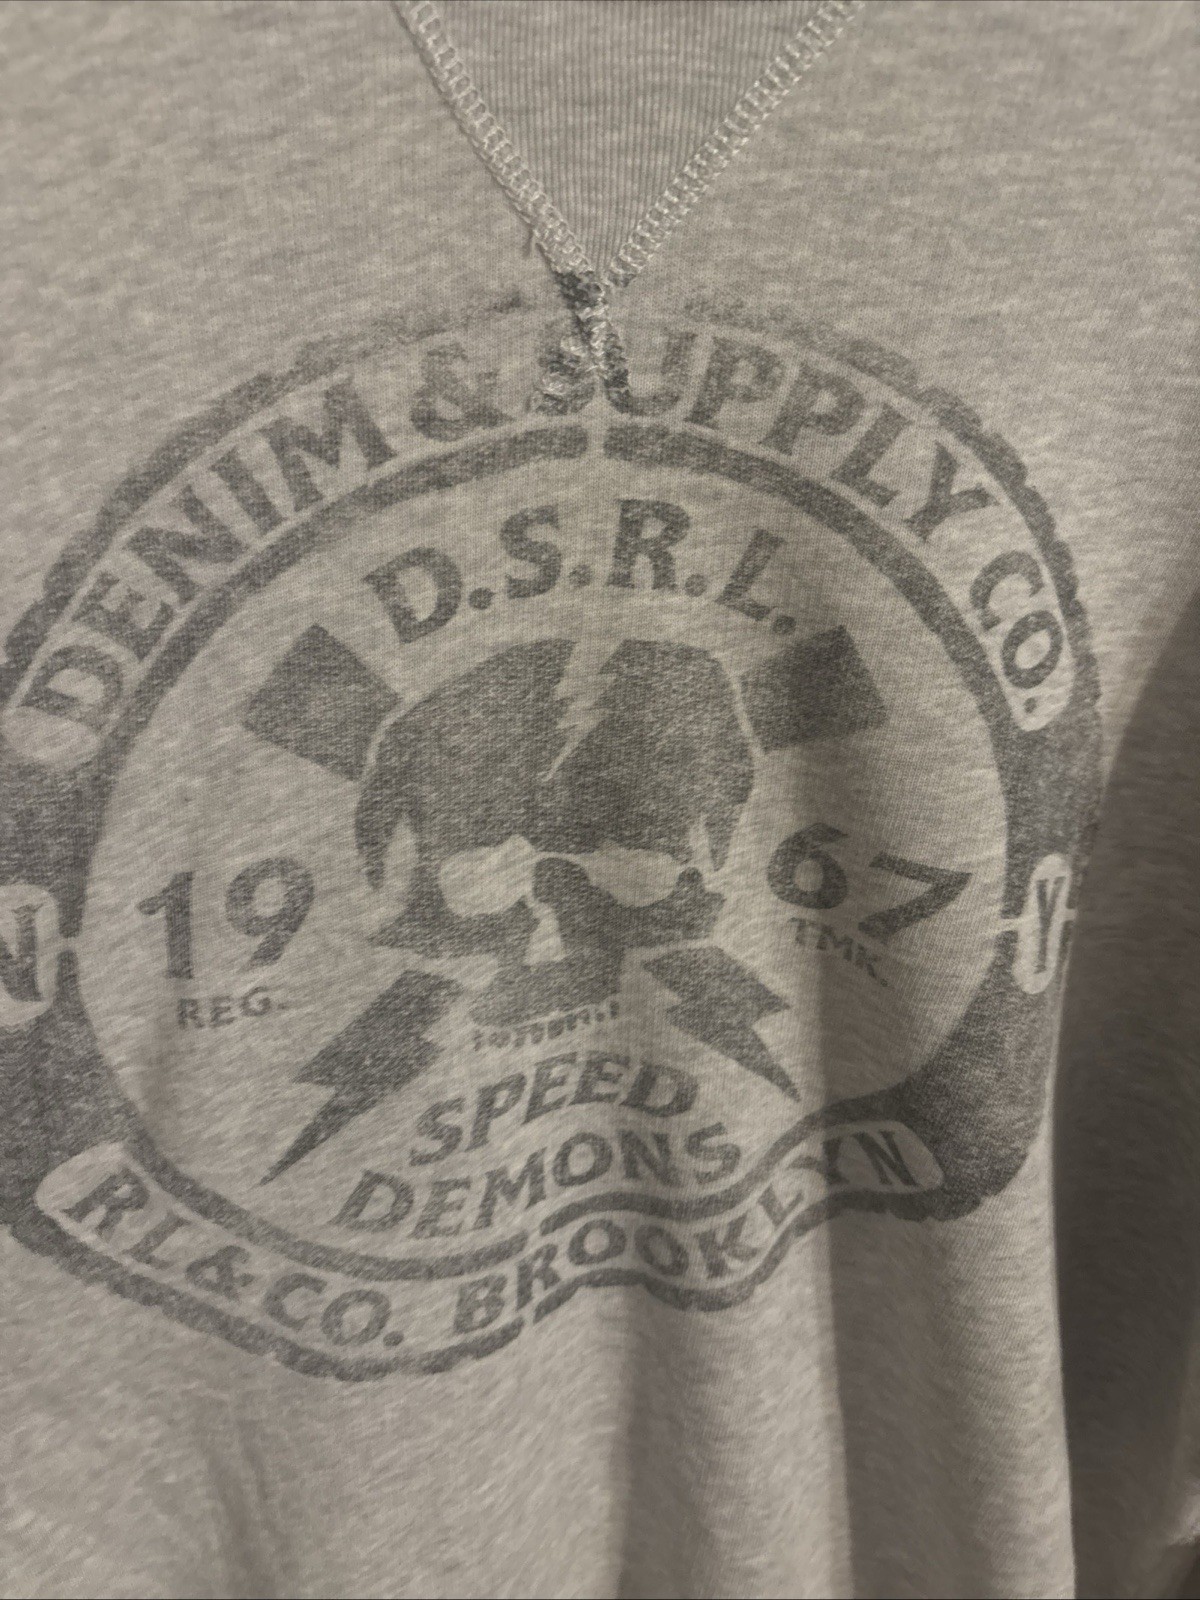 DENIM & SUPPLY CO.
D.S.R.L.
19 67
REG. TMK.
N Y
SPEED
DEMONS
RL&CO. BROOKLYN